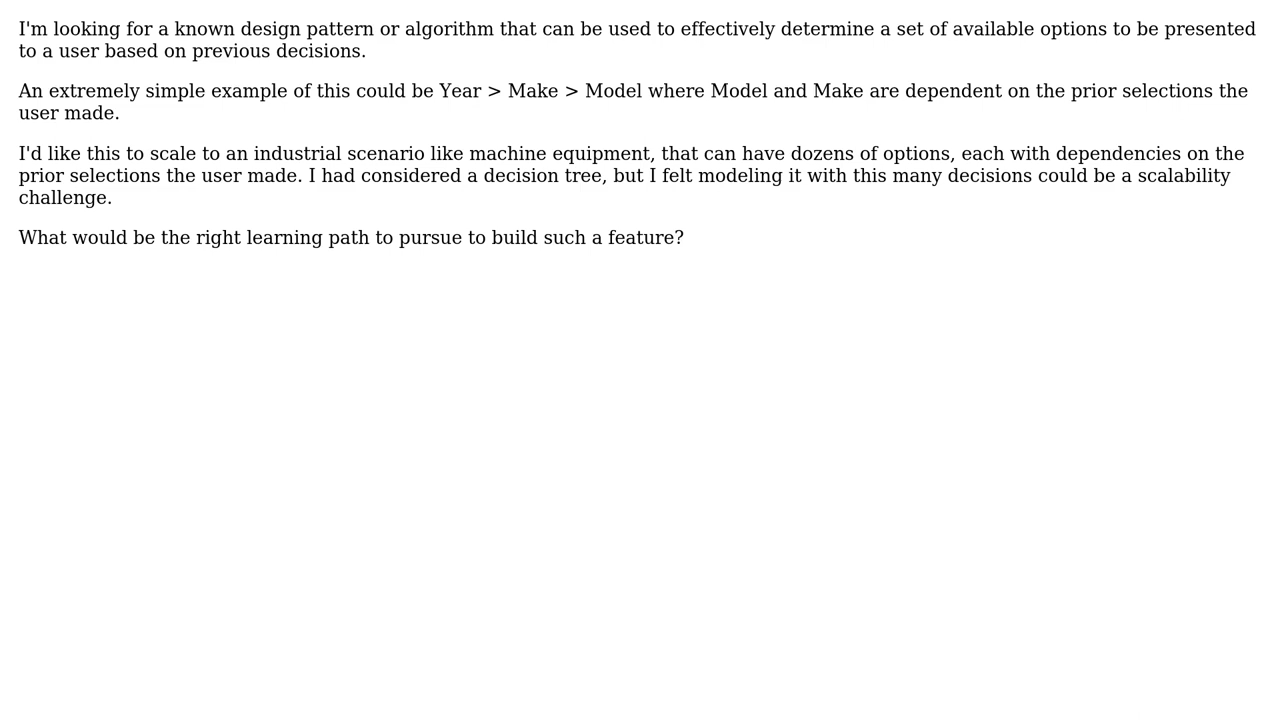 I'm looking for a known design pattern or algorithm that can be used to effectively determine a set of available options to be presented
to a user based on previous decisions.
An extremely simple example of this could be Year > Make > Model where Model and Make are dependent on the prior selections the
user made.
I'd like this to scale to an industrial scenario like machine equipment, that can have dozens of options, each with dependencies on the
prior selections the user made. I had considered a decision tree, but I felt modeling it with this many decisions could be a scalability
challenge.
What would be the right learning path to pursue to build such a feature?